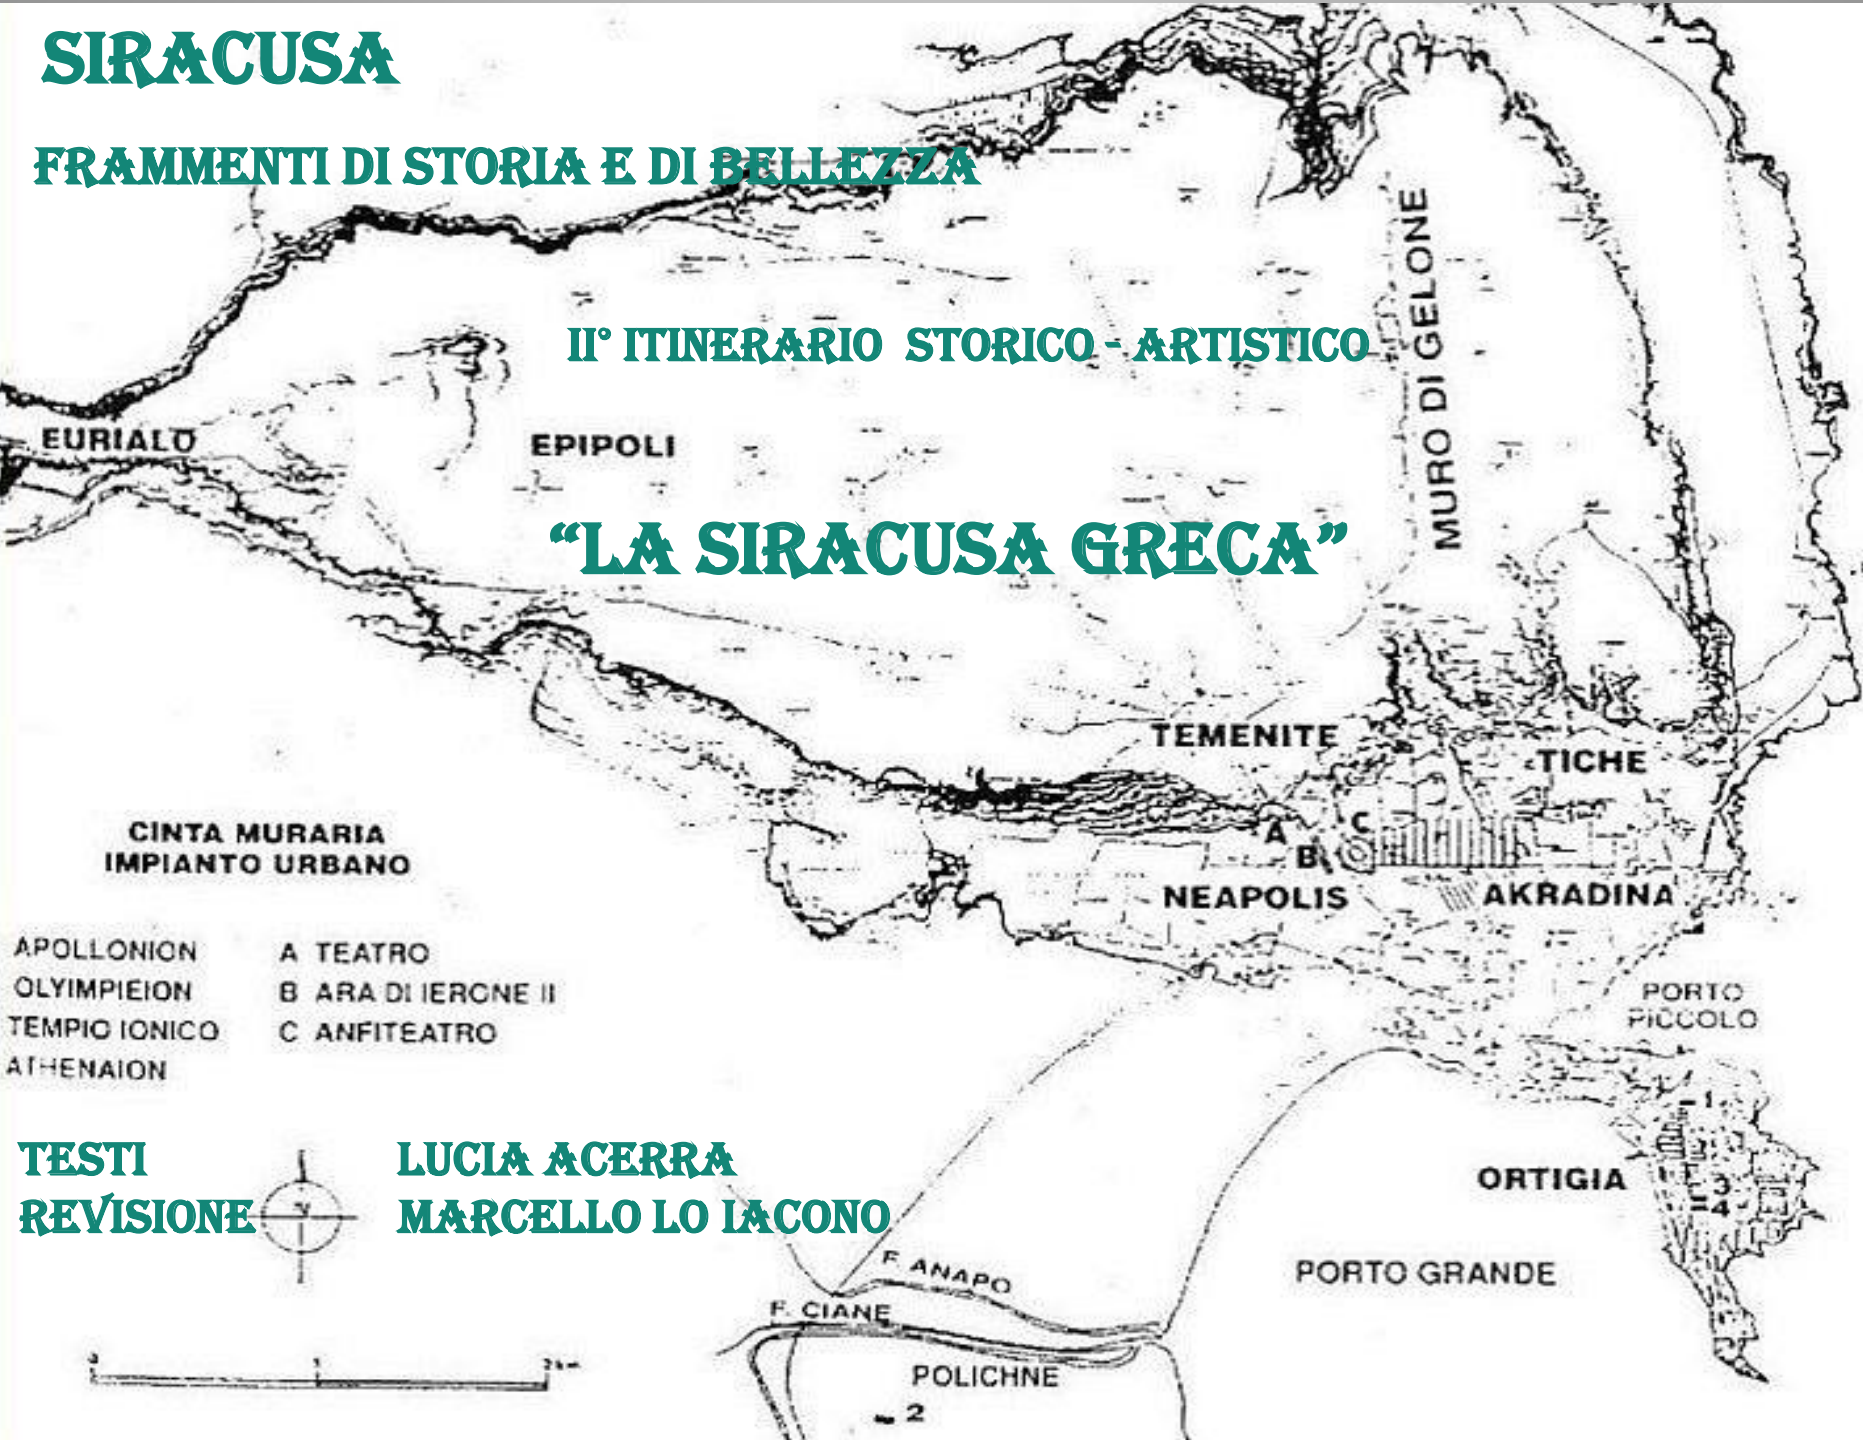 SIRACUSA
FRAMMENTI DI STORIA E DI BELLEZZA
II° ITINERARIO STORICO - ARTISTICO
MURO DI GELONE
EURIALO
EPIPOLI
“LA SIRACUSA GRECA”
TEMENITE
TICHE
A
B
C
NEAPOLIS
AKRADINA
CINTA MURARIA
IMPIANTO URBANO
APOLLONION
OLYIMPIEION
TEMPIO IONICO
ATHENAION
A TEATRO
B ARA DI IERONE II
C ANFITEATRO
PORTO
PICCOLO
1
ORTIGIA
3
4
TESTI LUCIA ACERRA
REVISIONE MARCELLO LO IACONO
PORTO GRANDE
F. ANAPO
F. CIANE
POLICHNE
2